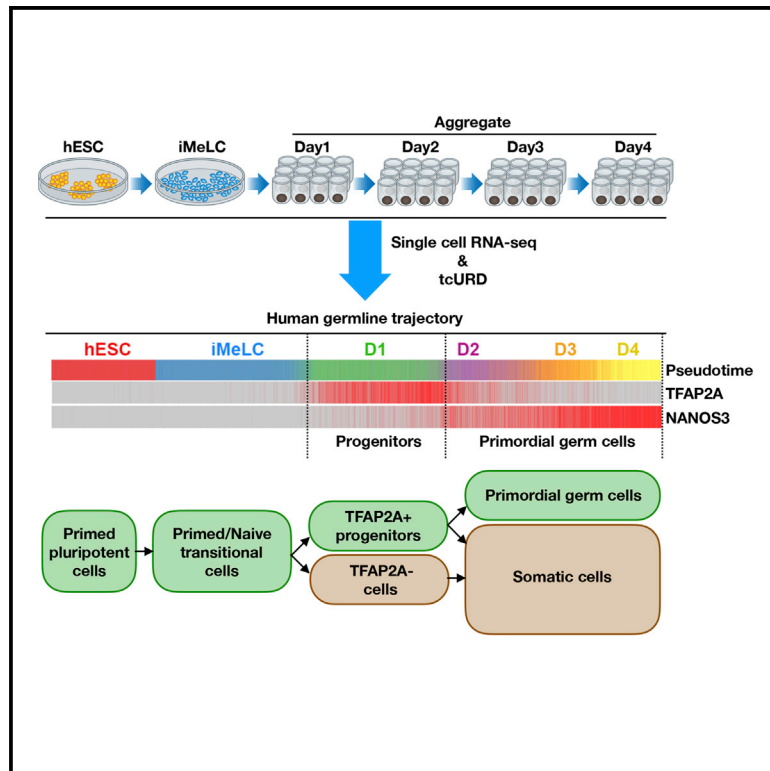 Aggregate
hESC iMeLC Day1 Day2 Day3 Day4
Single cell RNA-seq
&
tcURD
Human germline trajectory
hESC iMeLC D1 D2 D3 D4
Pseudotime
TFAP2A
NANOS3
Progenitors Primordial germ cells
Primed
pluripotent
cells
Primed/Naive
transitional
cells
TFAP2A+
progenitors
TFAP2A-
cells
Primordial germ cells
Somatic cells